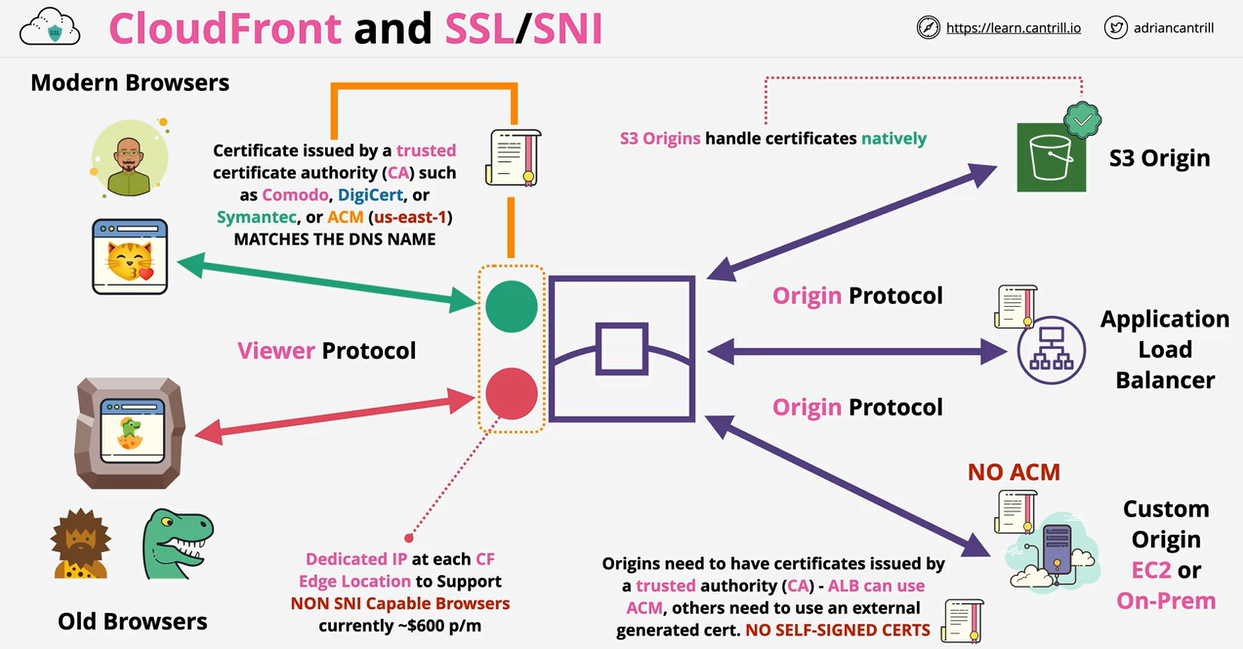 CloudFront and SSL/SNI
SSL
https://learn.cantrill.io
adriancantrill
Modern Browsers
Certificate issued by a trusted
certificate authority (CA) such
as Comodo, DigiCert, or
Symantec, or ACM (us-east-1)
MATCHES THE DNS NAME
S3 Origins handle certificates natively
S3 Origin
Origin Protocol
Viewer Protocol
Application
Load
Balancer
Origin Protocol
NO ACM
Custom
Origin
EC2 or
On-Prem
Dedicated IP at each CF
Edge Location to Support
NON SNI Capable Browsers
currently ~$600 p/m
Origins need to have certificates issued by
a trusted authority (CA) - ALB can use
ACM, others need to use an external
generated cert. NO SELF-SIGNED CERTS
Old Browsers